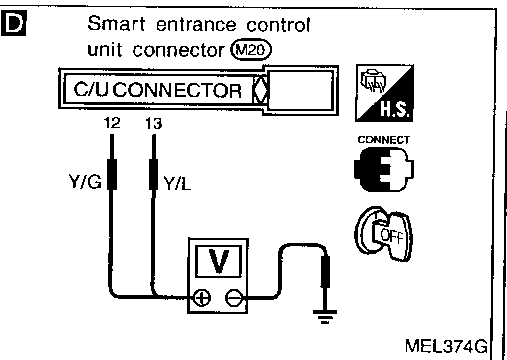 D
Smart entrance control
unit connector M20
C/U CONNECTOR
H.S.
12 13
CONNECT
Y/G Y/L
OFF
V
MEL374G